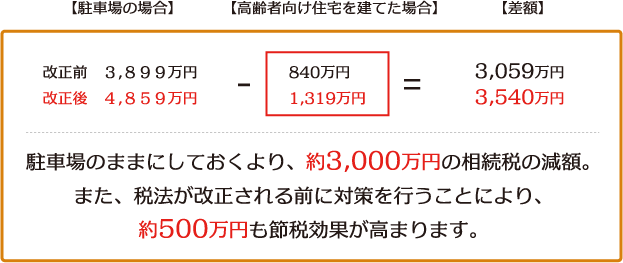 【駐車場の場合】 【高齢者向け住宅を建てた場合】 【差額】
改正前 3,899万円 - 840万円 = 3,059万円
改正後 4,859万円 1,319万円 3,540万円
駐車場のままにしておくより、約3,000万円の相続税の減額。
また、税法が改正される前に対策を行うことにより、
約500万円も節税効果が高まります。